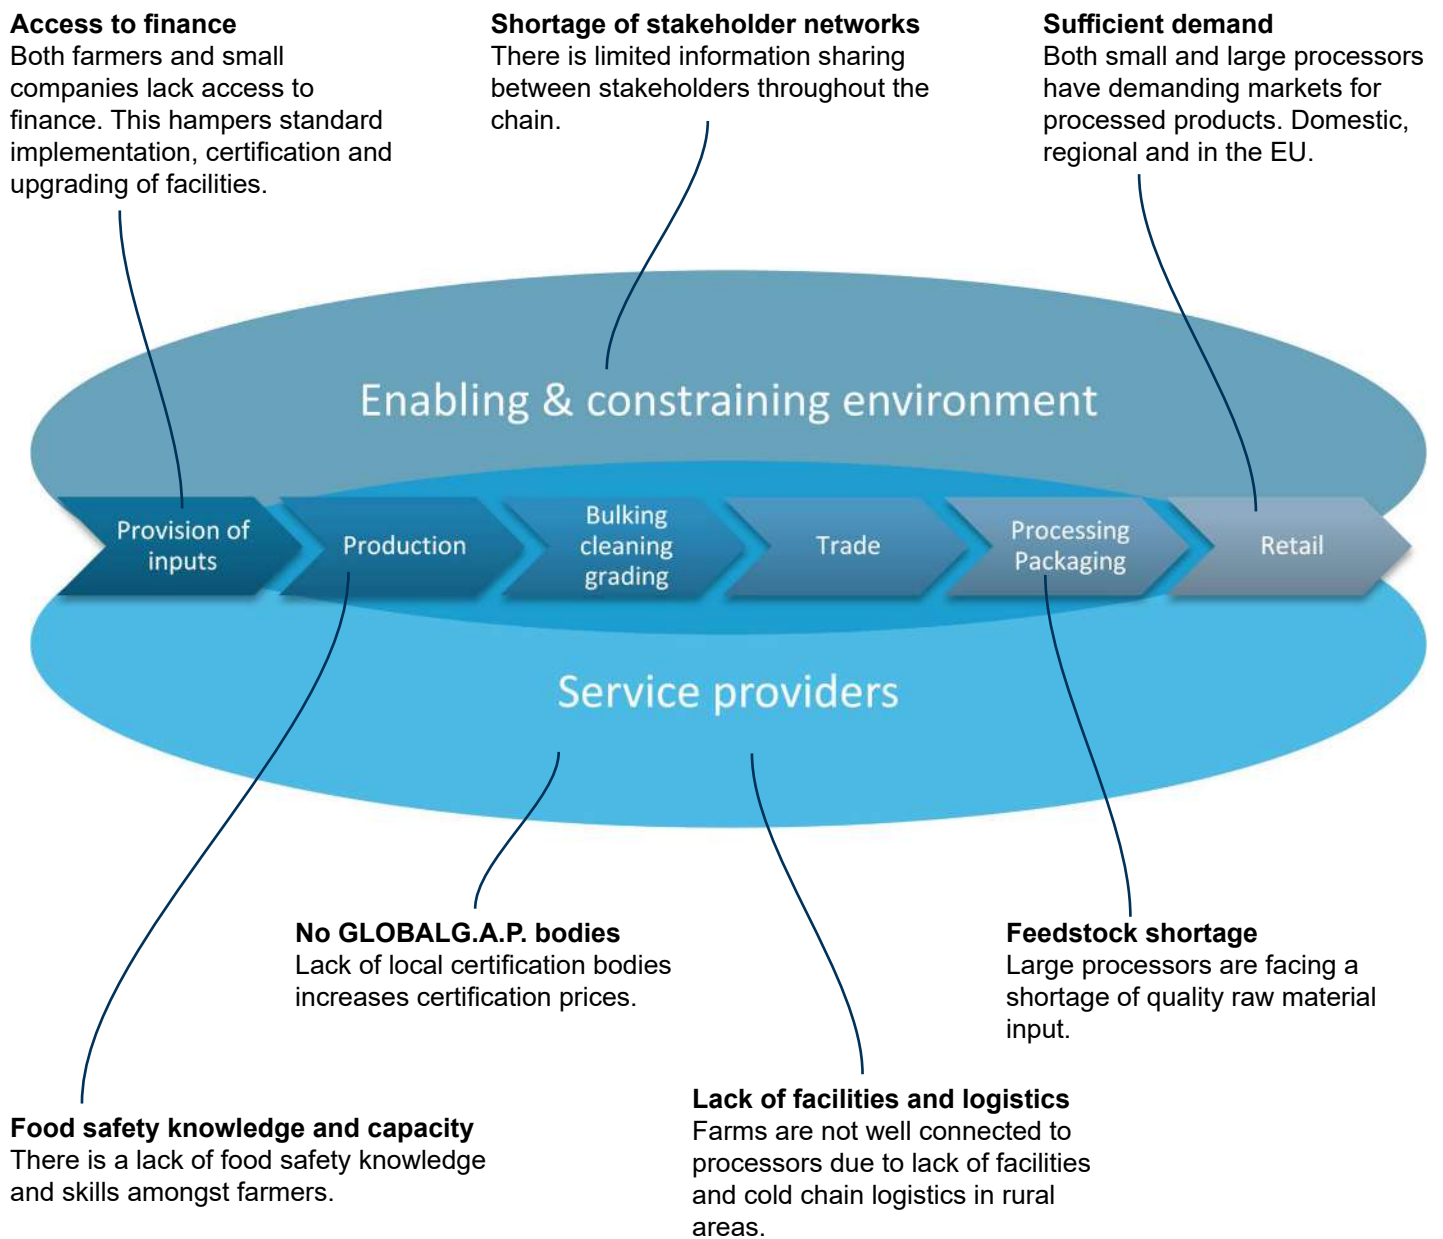 Access to finance
Both farmers and small
companies lack access to
finance. This hampers standard
implementation, certification and
upgrading of facilities.
Shortage of stakeholder networks
There is limited information sharing
between stakeholders throughout the
chain.
Sufficient demand
Both small and large processors
have demanding markets for
processed products. Domestic,
regional and in the EU.
Enabling & constraining environment
Provision of
inputs
Production
Bulking
cleaning
grading
Trade
Processing
Packaging
Retail
Service providers
No GLOBALG.A.P. bodies
Lack of local certification bodies
increases certification prices.
Feedstock shortage
Large processors are facing a
shortage of quality raw material
input.
Food safety knowledge and capacity
There is a lack of food safety knowledge
and skills amongst farmers.
Lack of facilities and logistics
Farms are not well connected to
processors due to lack of facilities
and cold chain logistics in rural
areas.